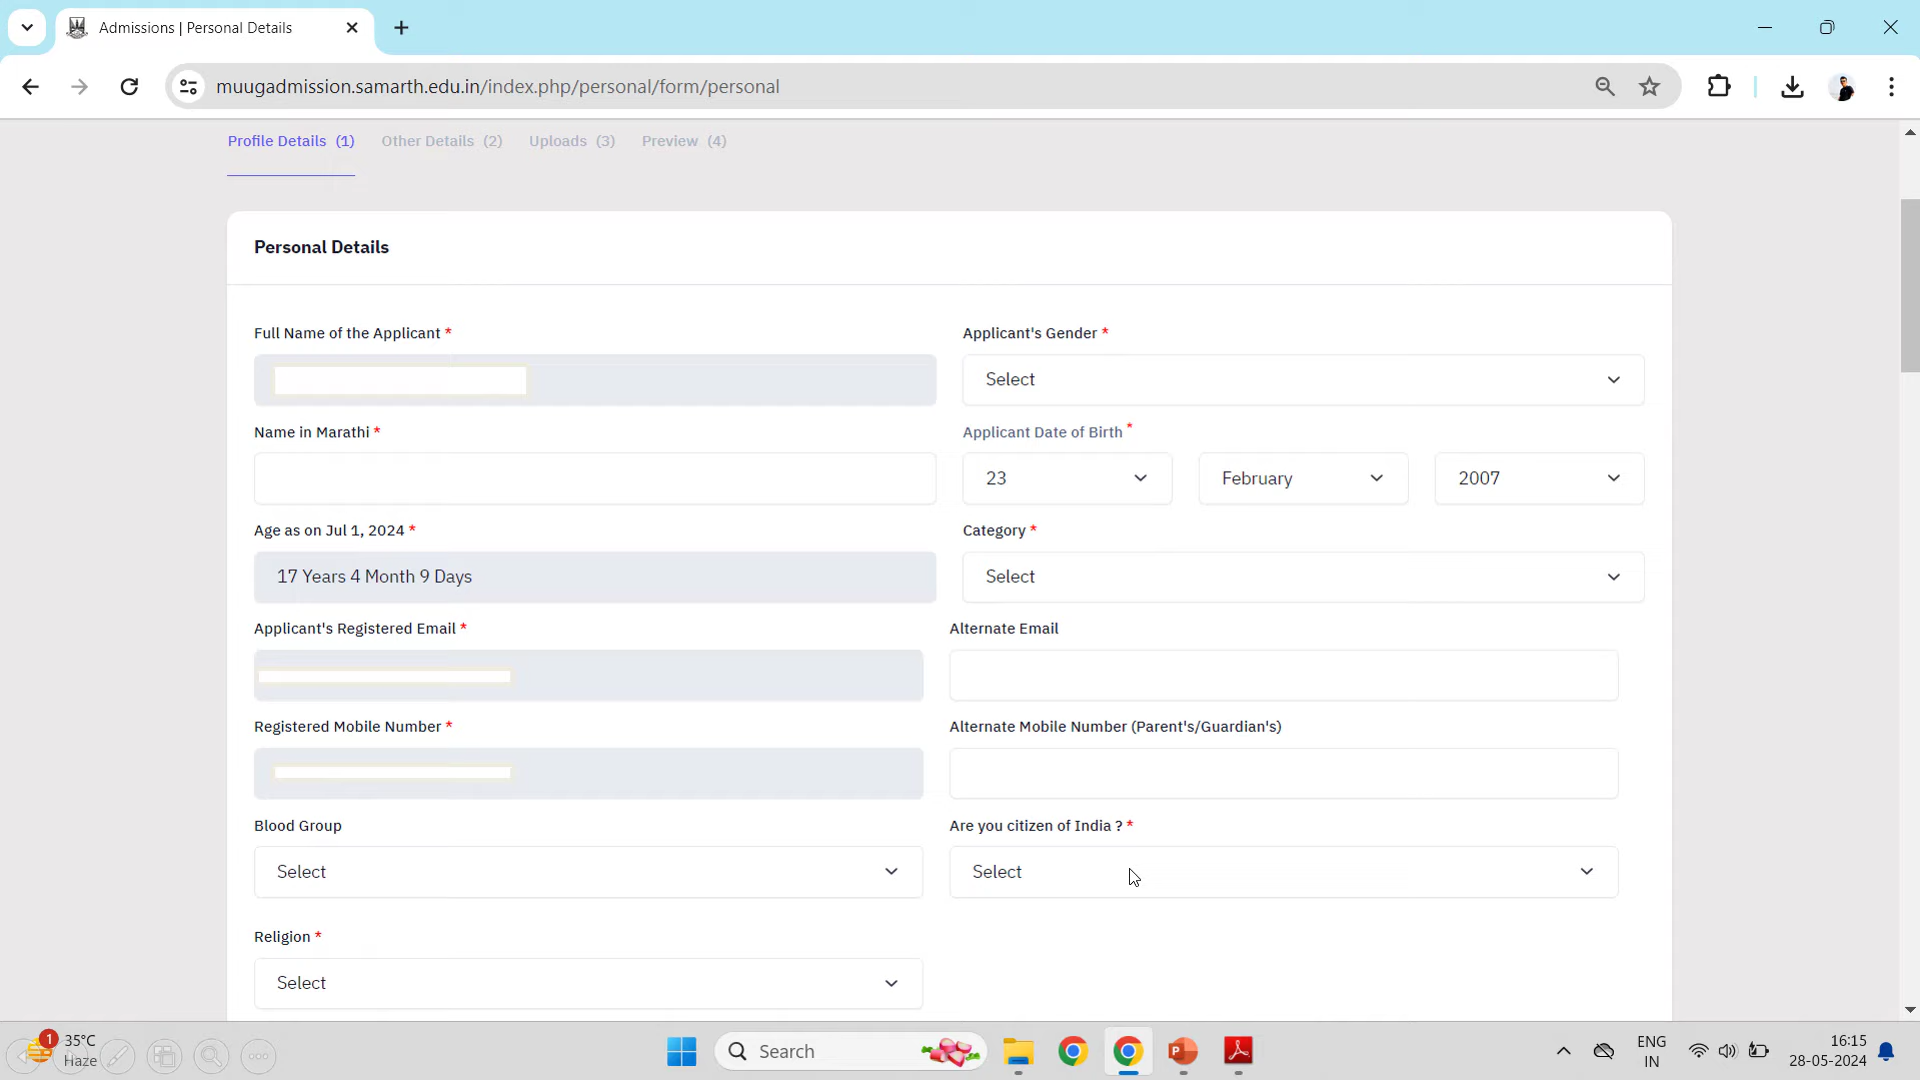 Admissions | Personal Details
muugadmission.samarth.edu.in/index.php/personal/form/personal
Profile Details (1) Other Details (2) Uploads (3) Preview (4)
Personal Details
Full Name of the Applicant * Applicant's Gender *
Select
Name in Marathi * Applicant Date of Birth *
23 February 2007
Age as on Jul 1, 2024 * Category *
17 Years 4 Month 9 Days Select
Applicant's Registered Email * Alternate Email
Registered Mobile Number * Alternate Mobile Number (Parent's/Guardian's)
Blood Group Are you citizen of India ? *
Select Select
Religion *
Select
1 35°C
Haze
Search
ENG
IN
16:15
28-05-2024